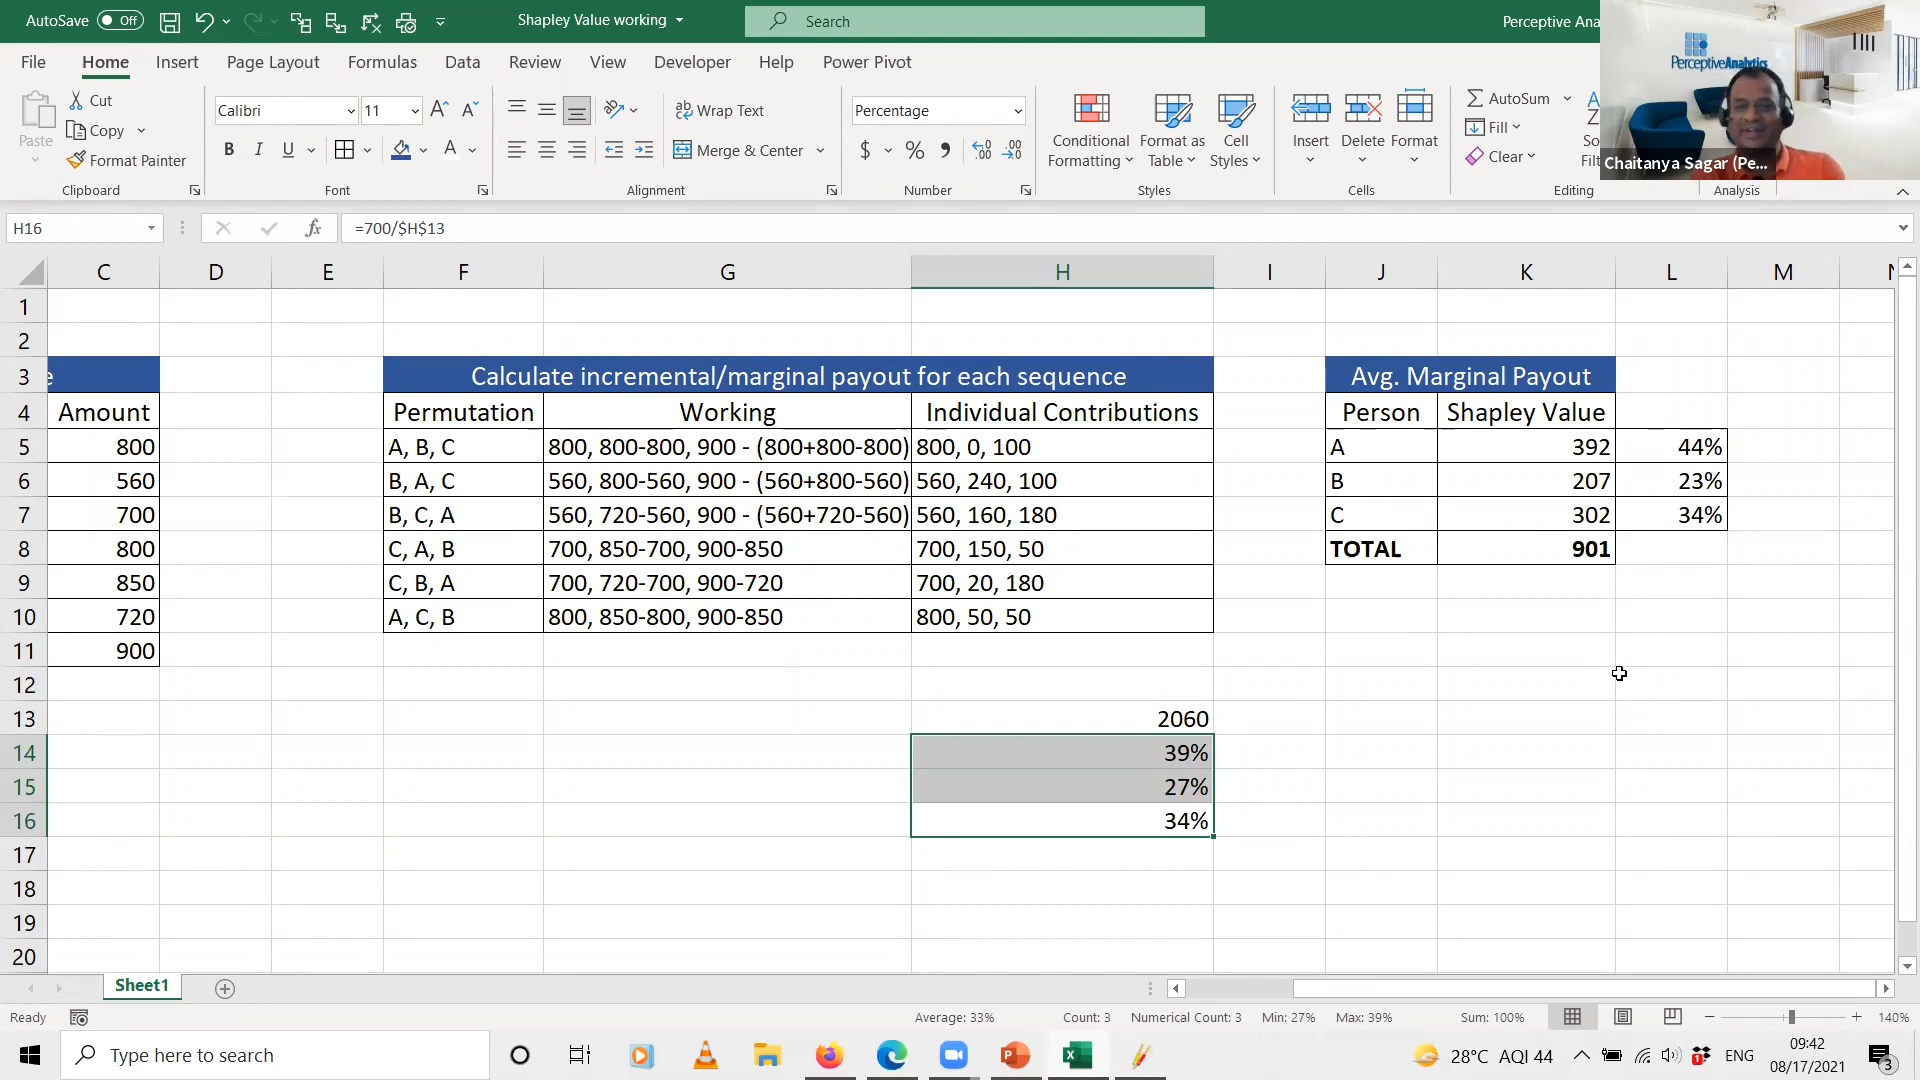 AutoSave Off
Shapley Value working
Search
Perceptive Ana
PerceptiveAnalytics
Chaitanya Sagar (Pe...
File Home Insert Page Layout Formulas Data Review View Developer Help Power Pivot
Paste
Cut
Copy
Format Painter
Clipboard
Calibri 11
B I U A
Font
Wrap Text
Merge & Center
Alignment
Percentage
$ % ,
Number
Conditional Formatting
Format as Table
Cell Styles
Styles
Insert Delete Format
Cells
AutoSum
Fill
Clear
So
Fil
Editing
Analysis
H16 fx =700/$H$13
C D E F G H I J K L M N
1
2
3 e Calculate incremental/marginal payout for each sequence Avg. Marginal Payout
4 Amount Permutation Working Individual Contributions Person Shapley Value
5 800 A, B, C 800, 800-800, 900 - (800+800-800) 800, 0, 100 A 392 44%
6 560 B, A, C 560, 800-560, 900 - (560+800-560) 560, 240, 100 B 207 23%
7 700 B, C, A 560, 720-560, 900 - (560+720-560) 560, 160, 180 C 302 34%
8 800 C, A, B 700, 850-700, 900-850 700, 150, 50 TOTAL 901
9 850 C, B, A 700, 720-700, 900-720 700, 20, 180
10 720 A, C, B 800, 850-800, 900-850 800, 50, 50
11 900
12
13 2060
14 39%
15 27%
16 34%
17
18
19
20
Sheet1
Ready Average: 33% Count: 3 Numerical Count: 3 Min: 27% Max: 39% Sum: 100% 140%
Type here to search
28°C AQI 44 ENG
09:42
08/17/2021
3